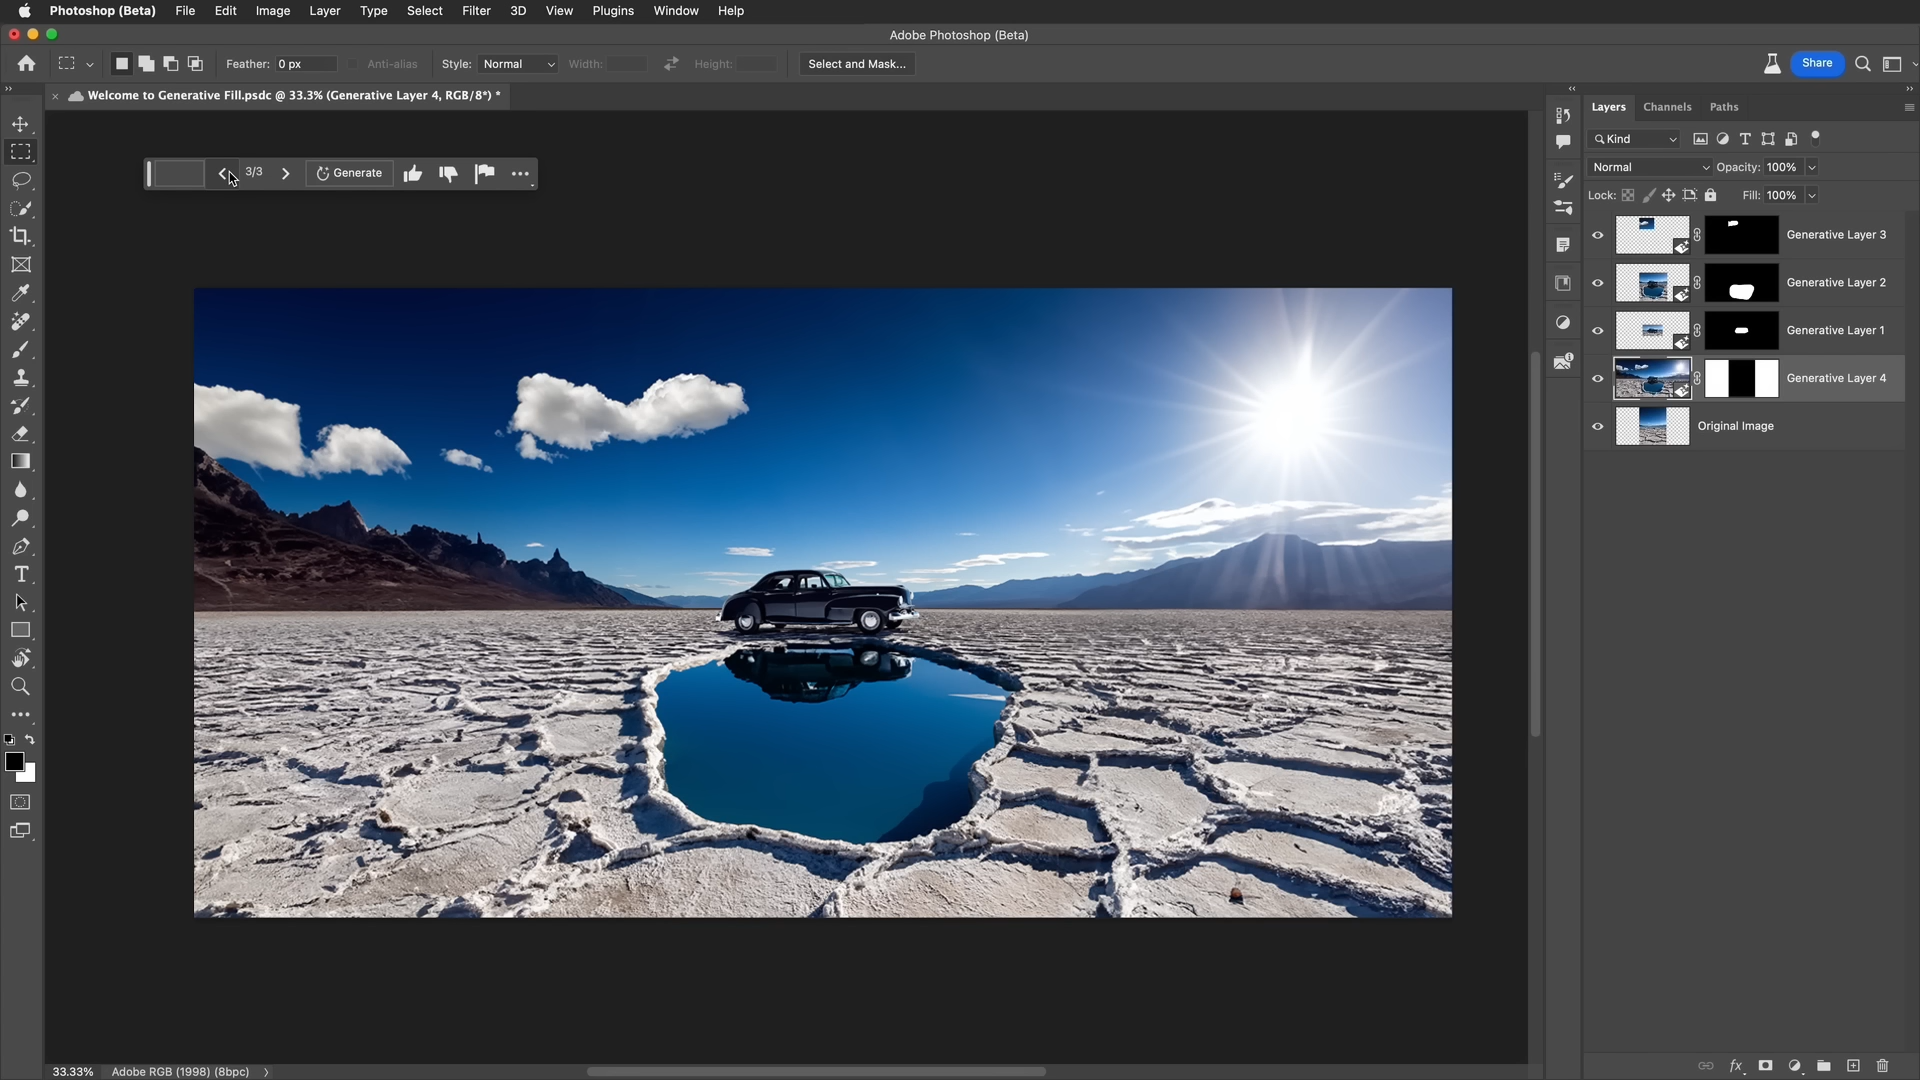 Photoshop (Beta) File Edit Image Layer Type Select Filter 3D View Plugins Window Help
Adobe Photoshop (Beta)
Feather: 0 px Anti-alias Style: Normal Width: Height: Select and Mask... Share
Welcome to Generative Fill.psdc @ 33.3% (Generative Layer 4, RGB/8*) *
3/3 Generate
Layers Channels Paths
Kind
Normal Opacity: 100%
Lock: Fill: 100%
Generative Layer 3
Generative Layer 2
Generative Layer 1
Generative Layer 4
Original Image
33.33% Adobe RGB (1998) (8bpc)
fx